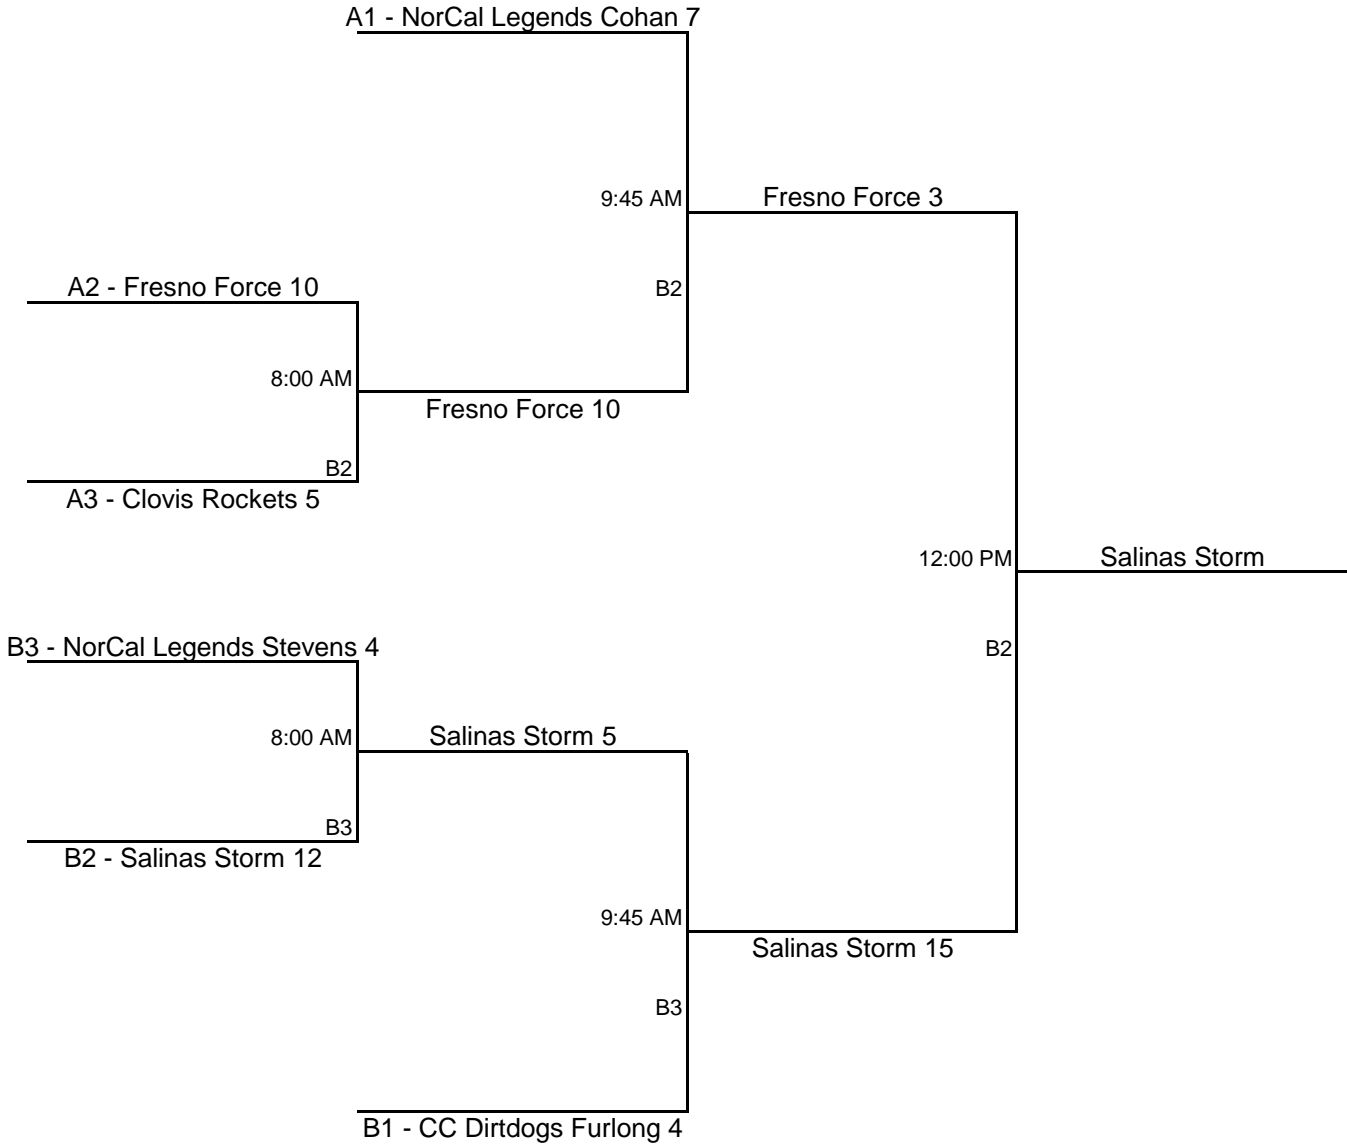 A1 - NorCal Legends Cohan 7
9:45 AM
Fresno Force 3
A2 - Fresno Force 10
B2
8:00 AM
Fresno Force 10
B2
A3 - Clovis Rockets 5
12:00 PM
Salinas Storm
B3 - NorCal Legends Stevens 4
B2
8:00 AM
Salinas Storm 5
B3
B2 - Salinas Storm 12
9:45 AM
Salinas Storm 15
B3
B1 - CC Dirtdogs Furlong 4